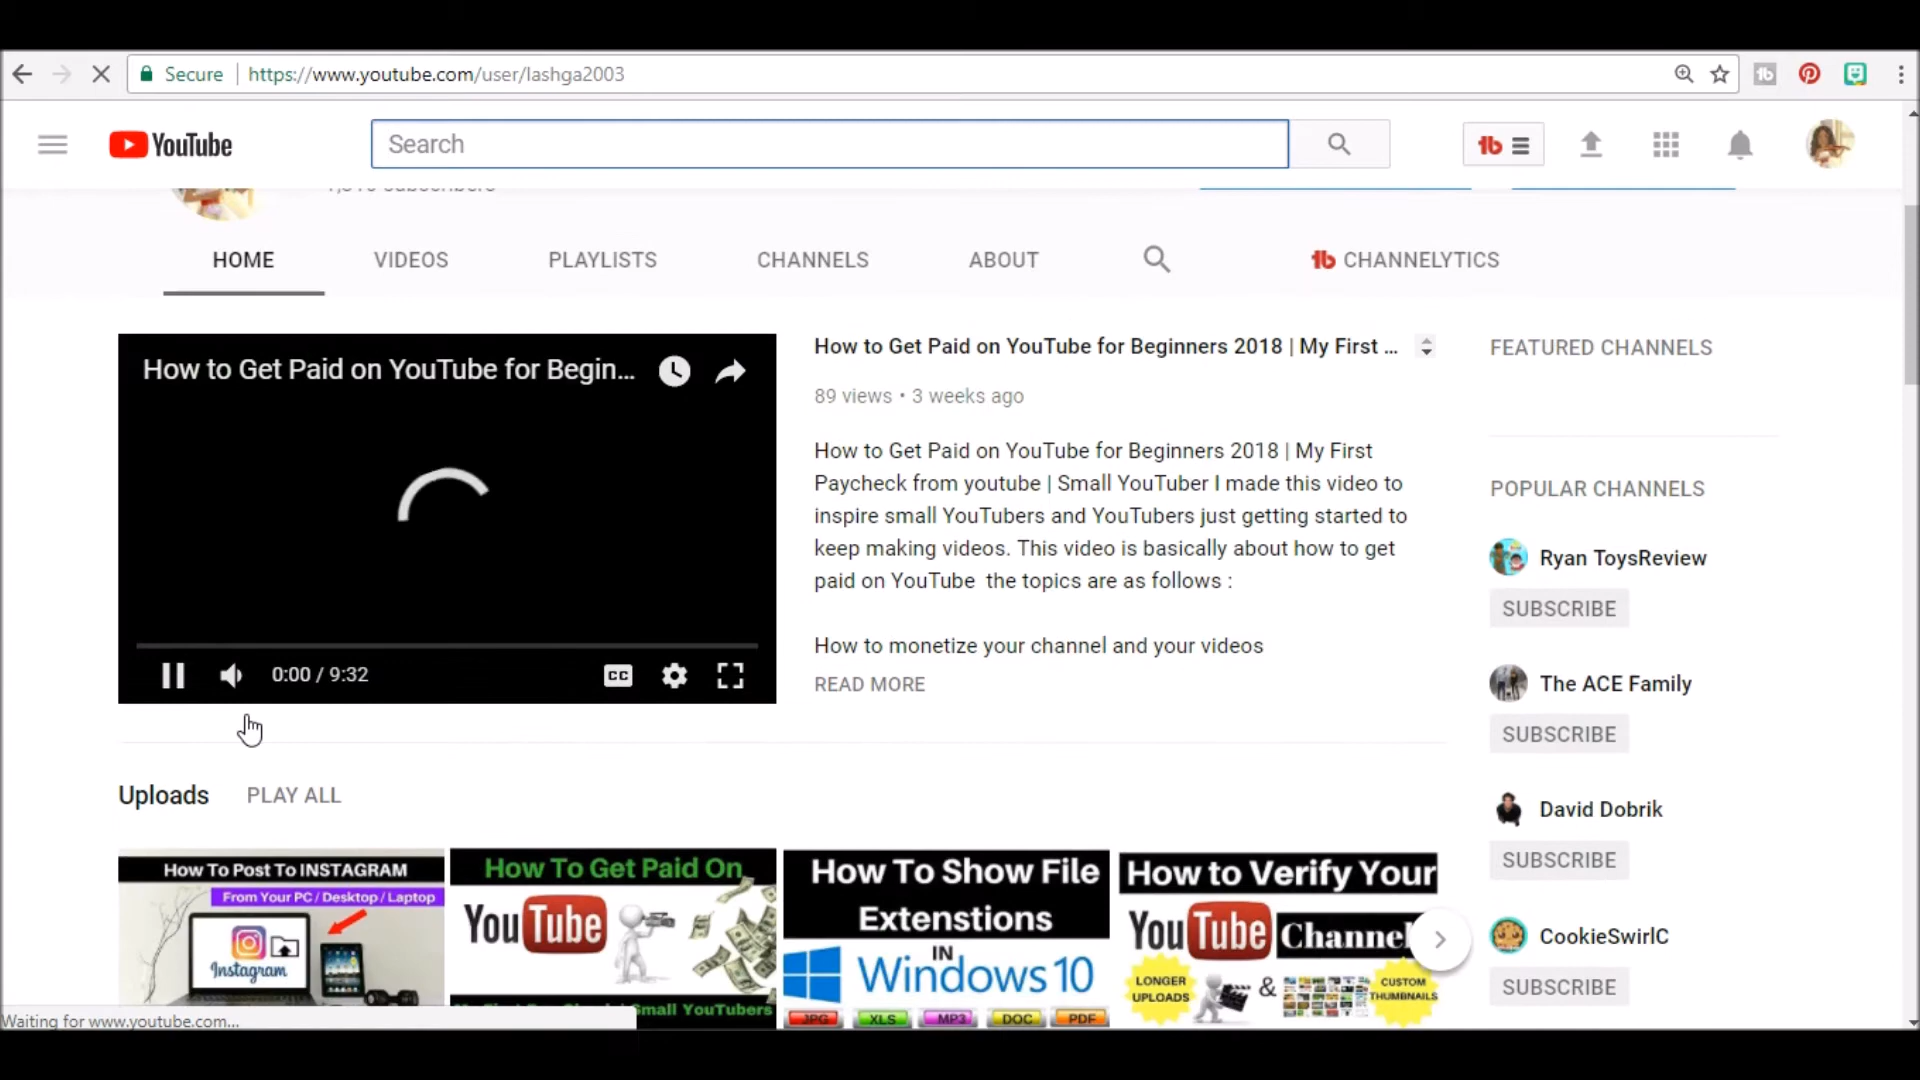 Secure | https://www.youtube.com/user/lashga2003
YouTube
Search
HOME
VIDEOS
PLAYLISTS
CHANNELS
ABOUT
CHANNELYTICS
How to Get Paid on YouTube for Begin...
0:00 / 9:32
CC
How to Get Paid on YouTube for Beginners 2018 | My First ...
89 views • 3 weeks ago
How to Get Paid on YouTube for Beginners 2018 | My First
Paycheck from youtube | Small YouTuber I made this video to
inspire small YouTubers and YouTubers just getting started to
keep making videos. This video is basically about how to get
paid on YouTube the topics are as follows :
How to monetize your channel and your videos
READ MORE
FEATURED CHANNELS
POPULAR CHANNELS
Ryan ToysReview
SUBSCRIBE
The ACE Family
SUBSCRIBE
David Dobrik
SUBSCRIBE
CookieSwirlC
SUBSCRIBE
Uploads
PLAY ALL
How To Post To INSTAGRAM
From Your PC / Desktop / Laptop
Instagram
How To Get Paid On
YouTube
Small YouTubers
How To Show File
Extenstions
IN
Windows 10
JPG
XLS
MP3
DOC
PDF
How to Verify Your
YouTube Channel
LONGER
UPLOADS
&
CUSTOM
THUMBNAILS
Waiting for www.youtube.com...